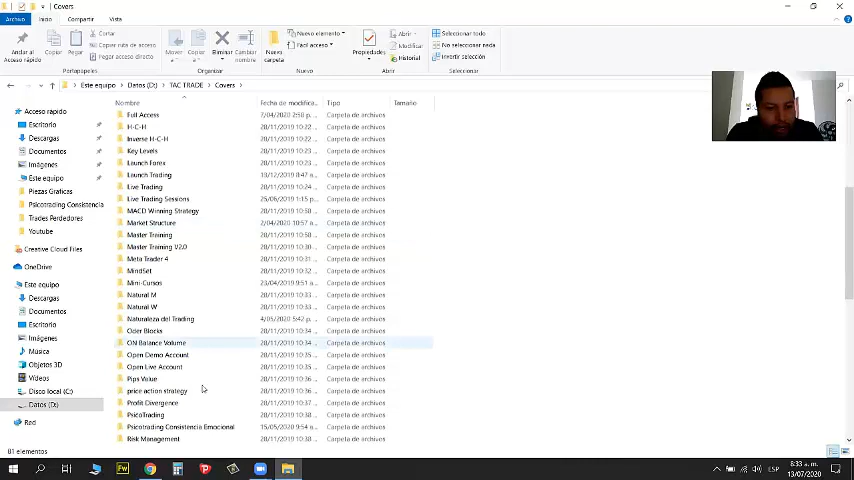 Covers
Archivo Inicio Compartir Vista
Anclar al Acceso rápido
Copiar
Pegar
Cortar
Copiar ruta de acceso
Pegar acceso directo
Portapapeles
Mover a
Copiar a
Eliminar
Cambiar nombre
Organizar
Nueva carpeta
Nuevo elemento
Fácil acceso
Nuevo
Propiedades
Abrir
Modificar
Historial
Abrir
Seleccionar todo
No seleccionar nada
Invertir selección
Seleccionar
Este equipo > Datos (D:) > TAC TRADE > Covers >
Acceso rápido
Escritorio
Descargas
Documentos
Imágenes
Este equipo
Piezas Graficas
Psicotrading Consistencia
Trades Perdedores
Youtube
Creative Cloud Files
OneDrive
Este equipo
Descargas
Documentos
Escritorio
Imágenes
Música
Objetos 3D
Vídeos
Disco local (C:)
Datos (D:)
Red
Nombre Fecha de modifica... Tipo Tamaño
Full Access 7/04/2020 2:50 p... Carpeta de archivos
H-C-H 28/11/2019 10:22 ... Carpeta de archivos
Inverse H-C-H 28/11/2019 10:22 ... Carpeta de archivos
Key Levels 28/11/2019 10:23 ... Carpeta de archivos
Launch Forex 28/11/2019 10:23 ... Carpeta de archivos
Launch Trading 19/12/2019 8:47 a... Carpeta de archivos
Live Trading 28/11/2019 10:24 ... Carpeta de archivos
Live Trading Sessions 25/06/2019 1:15 p... Carpeta de archivos
MACD Winning Strategy 28/11/2019 10:58 ... Carpeta de archivos
Market Structure 2/04/2020 10:57 a... Carpeta de archivos
Master Training 28/11/2019 10:58 ... Carpeta de archivos
Master Training V2.0 28/11/2019 10:30 ... Carpeta de archivos
Meta Trader 4 28/11/2019 10:31 ... Carpeta de archivos
MindSet 28/11/2019 10:32 ... Carpeta de archivos
Mini-Cursos 23/04/2019 9:51 a... Carpeta de archivos
Natural M 28/11/2019 10:33 ... Carpeta de archivos
Natural W 28/11/2019 10:33 ... Carpeta de archivos
Naturaleza del Trading 4/05/2020 5:42 p... Carpeta de archivos
Oder Blocks 28/11/2019 10:34 ... Carpeta de archivos
ON Balance Volume 28/11/2019 10:34 ... Carpeta de archivos
Open Demo Account 28/11/2019 10:35 ... Carpeta de archivos
Open Live Account 28/11/2019 10:35 ... Carpeta de archivos
Pips Value 28/11/2019 10:36 ... Carpeta de archivos
price action strategy 28/11/2019 10:36 ... Carpeta de archivos
Profit Divergence 28/11/2019 10:37 ... Carpeta de archivos
PsicoTrading 28/11/2019 10:38 ... Carpeta de archivos
Psicotrading Consistencia Emocional 15/05/2020 9:54 a... Carpeta de archivos
Risk Management 28/11/2019 10:38 ... Carpeta de archivos
81 elementos
Fw
ESP
8:33 a. m.
13/07/2020